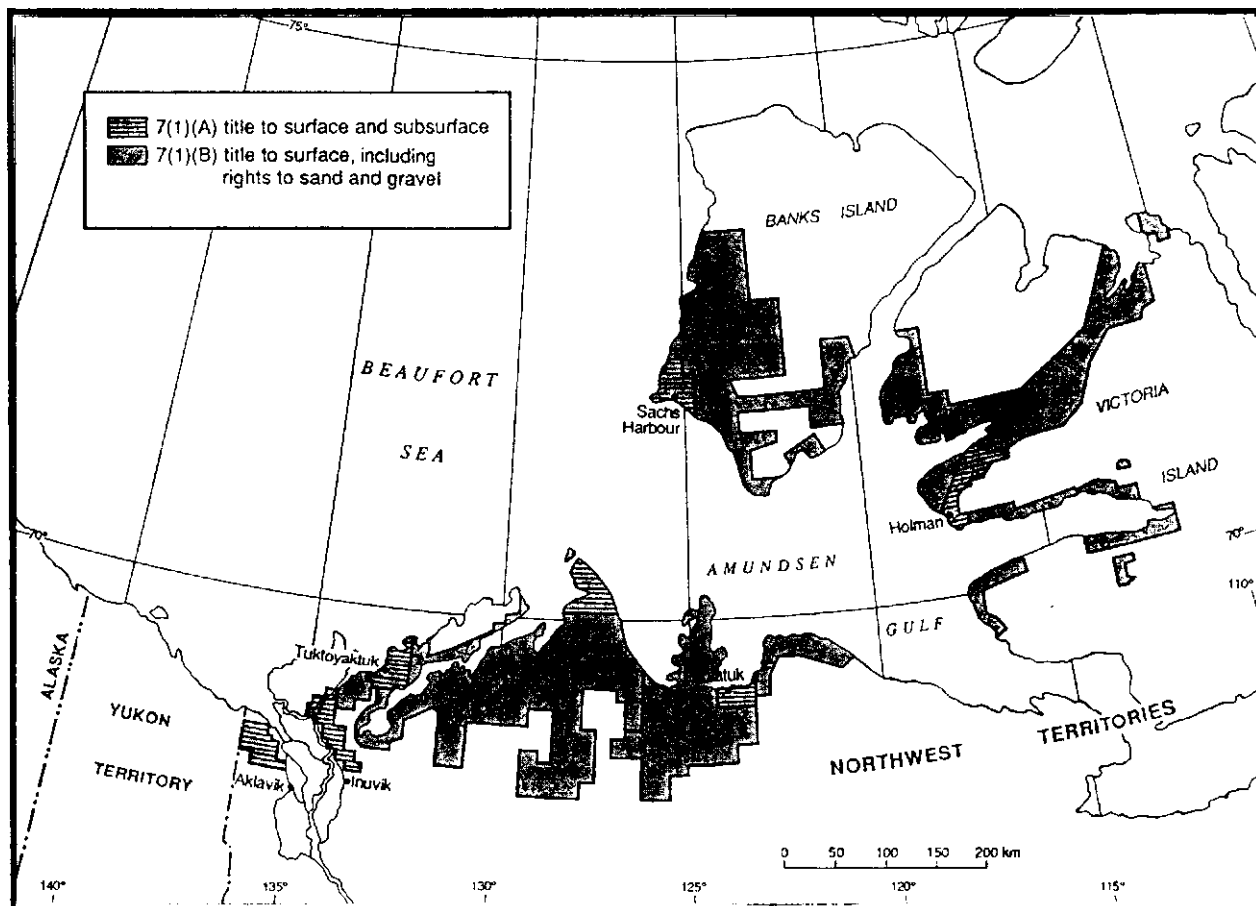 75°
7(1)(A) title to surface and subsurface
7(1)(B) title to surface, including
rights to sand and gravel
BANKS ISLAND
BEAUFORT
SEA
Sachs
Harbour
VICTORIA
ISLAND
Holman
70°
70°
AMUNDSEN
GULF
110°
Tuktoyaktuk
ALASKA
YUKON
TERRITORY
Aklavik
Inuvik
NORTHWEST TERRITORIES
0 50 100 150 200 km
140° 135° 130° 125° 120° 115°